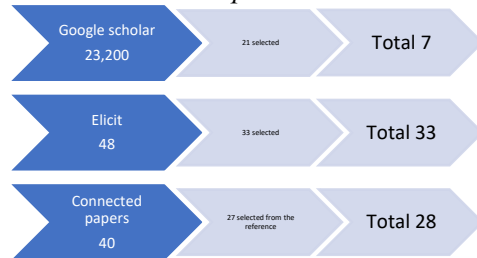 Google scholar
23,200
21 selected
Total 7
Elicit
48
33 selected
Total 33
Connected
papers
40
27 selected from the
reference
Total 28